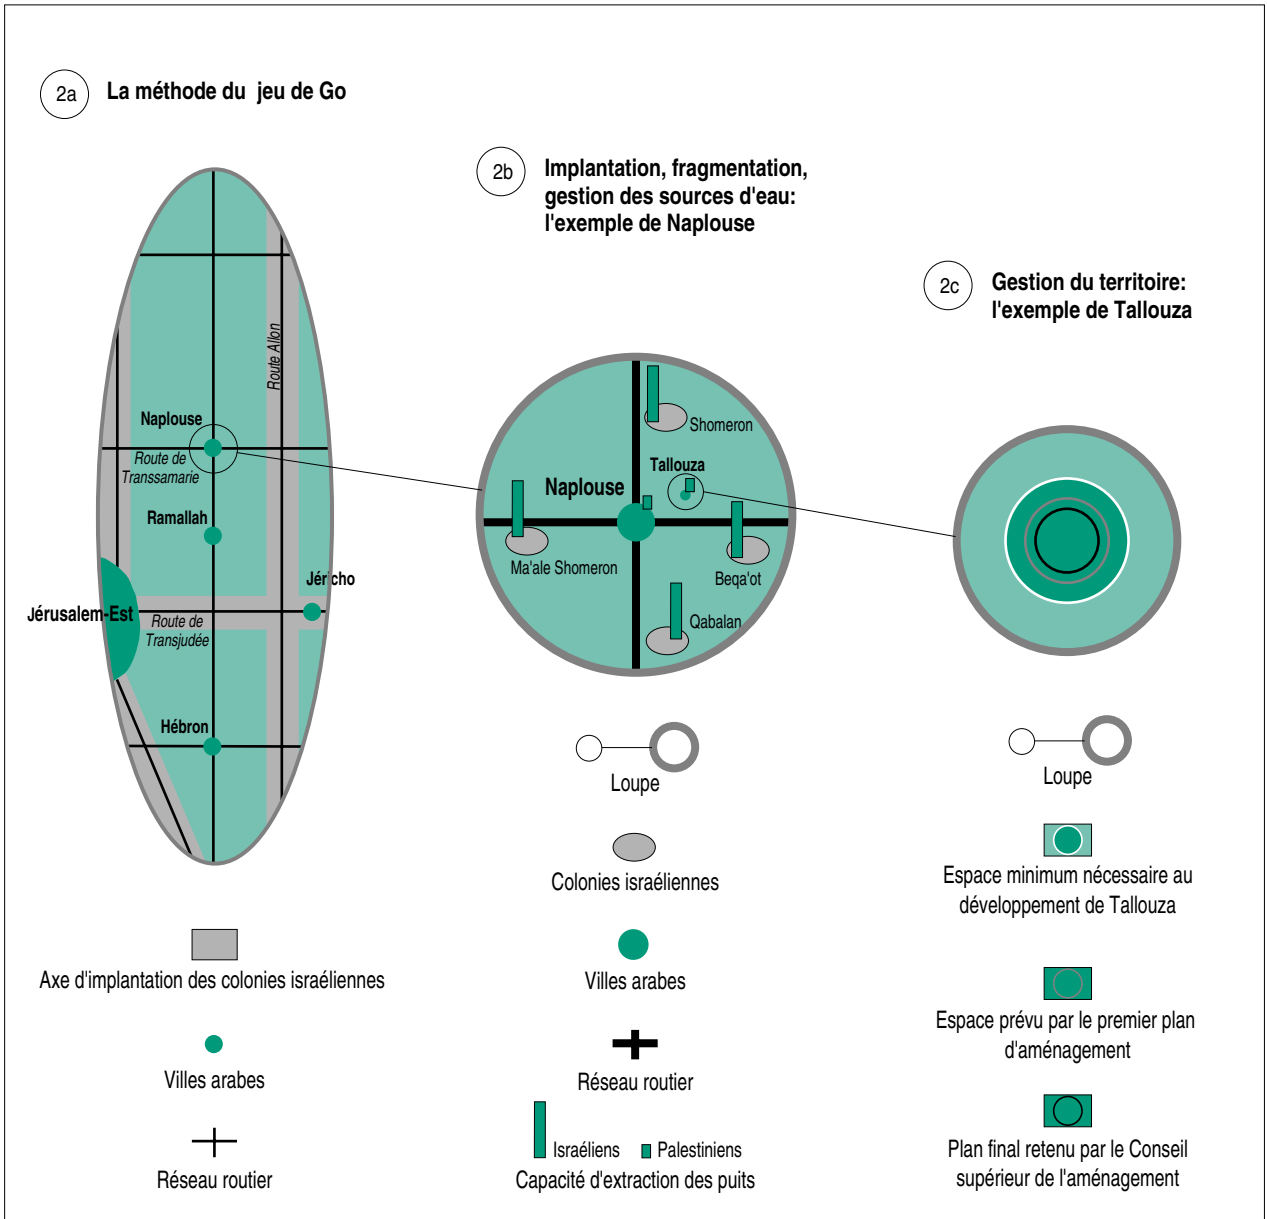 2a
La méthode du jeu de Go
2b
Implantation, fragmentation,
gestion des sources d'eau:
l'exemple de Naplouse
2c
Gestion du territoire:
l'exemple de Tallouza
Route Allon
Naplouse
Route de
Transsamarie
Ramallah
Jéricho
Jérusalem-Est
Route de
Transjudée
Hébron
Shomeron
Tallouza
Naplouse
Ma'ale Shomeron
Beqa'ot
Qabalan
Axe d'implantation des colonies israéliennes
Villes arabes
Réseau routier
Loupe
Colonies israéliennes
Villes arabes
Réseau routier
Israéliens
Palestiniens
Capacité d'extraction des puits
Loupe
Espace minimum nécessaire au
développement de Tallouza
Espace prévu par le premier plan
d'aménagement
Plan final retenu par le Conseil
supérieur de l'aménagement